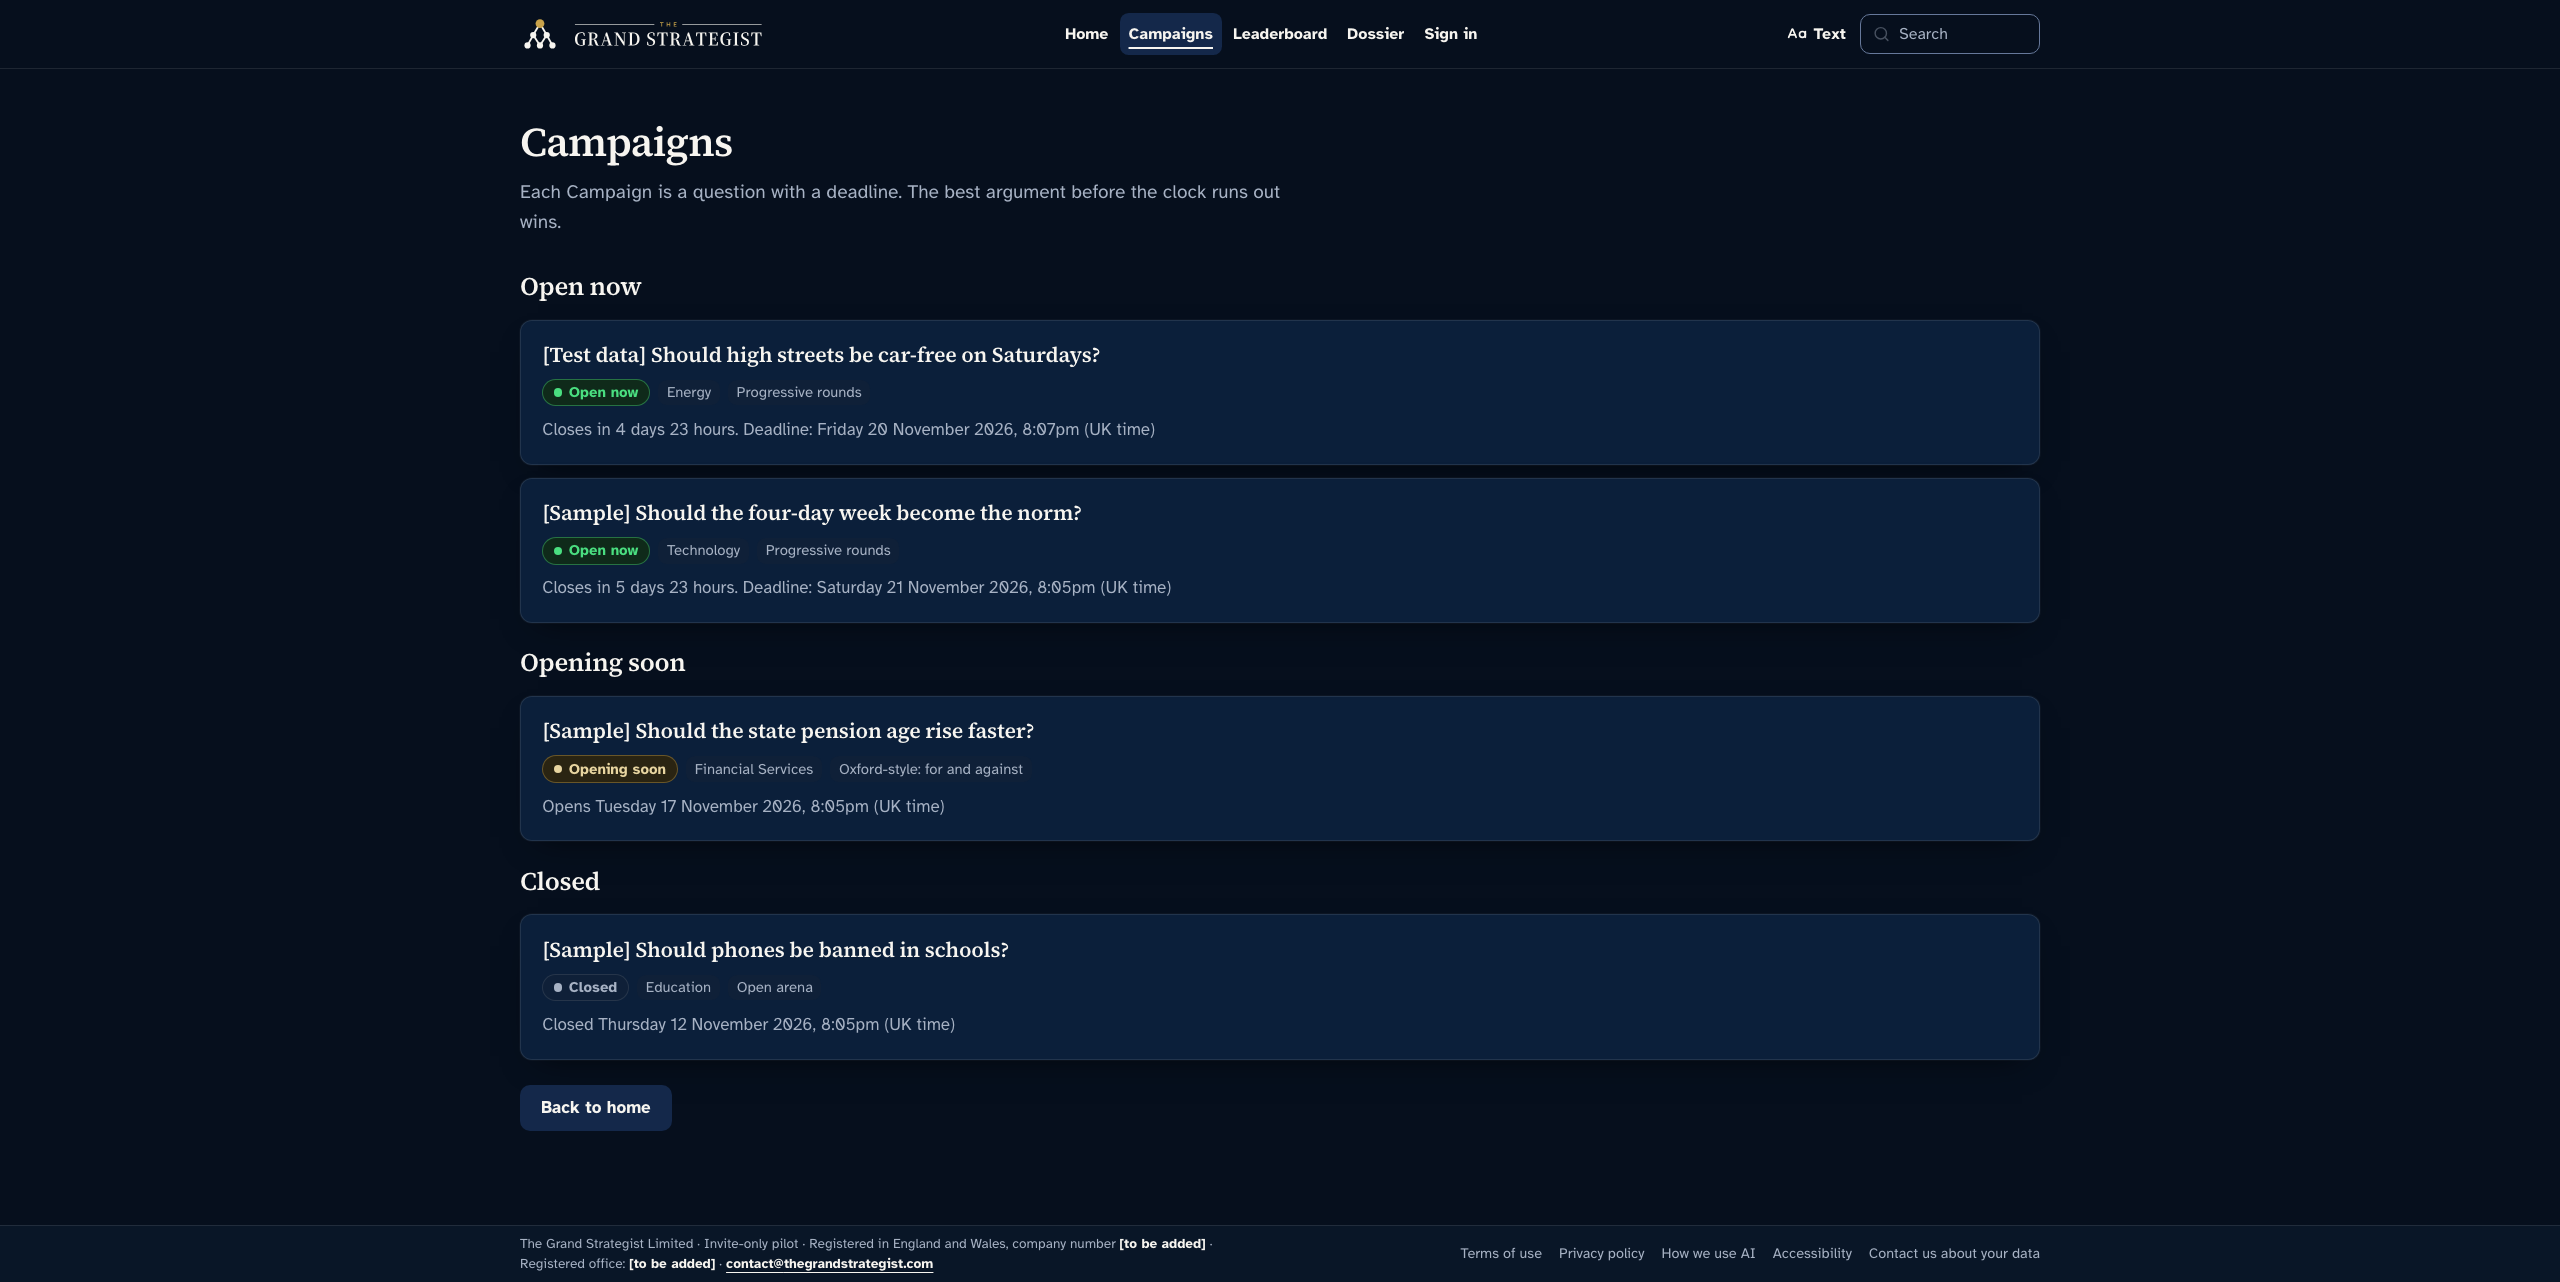 THE
GRAND STRATEGIST
Home Campaigns Leaderboard Dossier Sign in
Aa Text
Search
Campaigns
Each Campaign is a question with a deadline. The best argument before the clock runs out
wins.
Open now
[Test data] Should high streets be car-free on Saturdays?
Open now Energy Progressive rounds
Closes in 4 days 23 hours. Deadline: Friday 20 November 2026, 8:07pm (UK time)
[Sample] Should the four-day week become the norm?
Open now Technology Progressive rounds
Closes in 5 days 23 hours. Deadline: Saturday 21 November 2026, 8:05pm (UK time)
Opening soon
[Sample] Should the state pension age rise faster?
Opening soon Financial Services Oxford-style: for and against
Opens Tuesday 17 November 2026, 8:05pm (UK time)
Closed
[Sample] Should phones be banned in schools?
Closed Education Open arena
Closed Thursday 12 November 2026, 8:05pm (UK time)
Back to home
The Grand Strategist Limited · Invite-only pilot · Registered in England and Wales, company number [to be added] ·
Registered office: [to be added] · contact@thegrandstrategist.com
Terms of use Privacy policy How we use AI Accessibility Contact us about your data